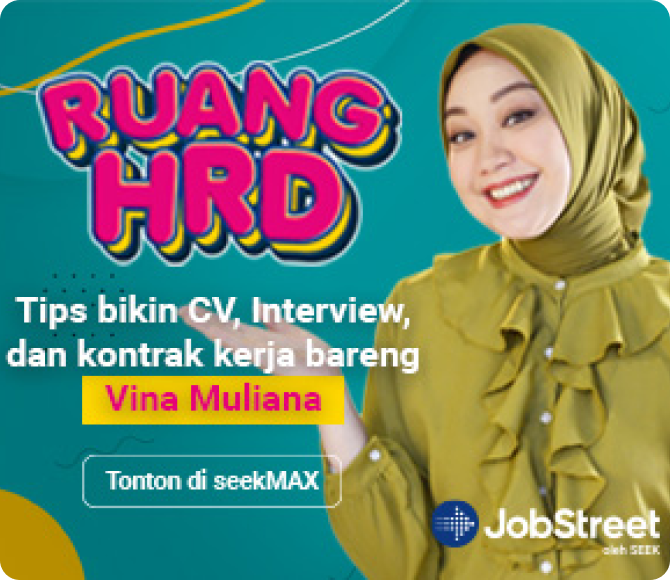 RUANG
HRD
Tips bikin CV, Interview,
dan kontrak kerja bareng
Vina Muliana
Tonton di seekMAX
JobStreet
oleh SEEK